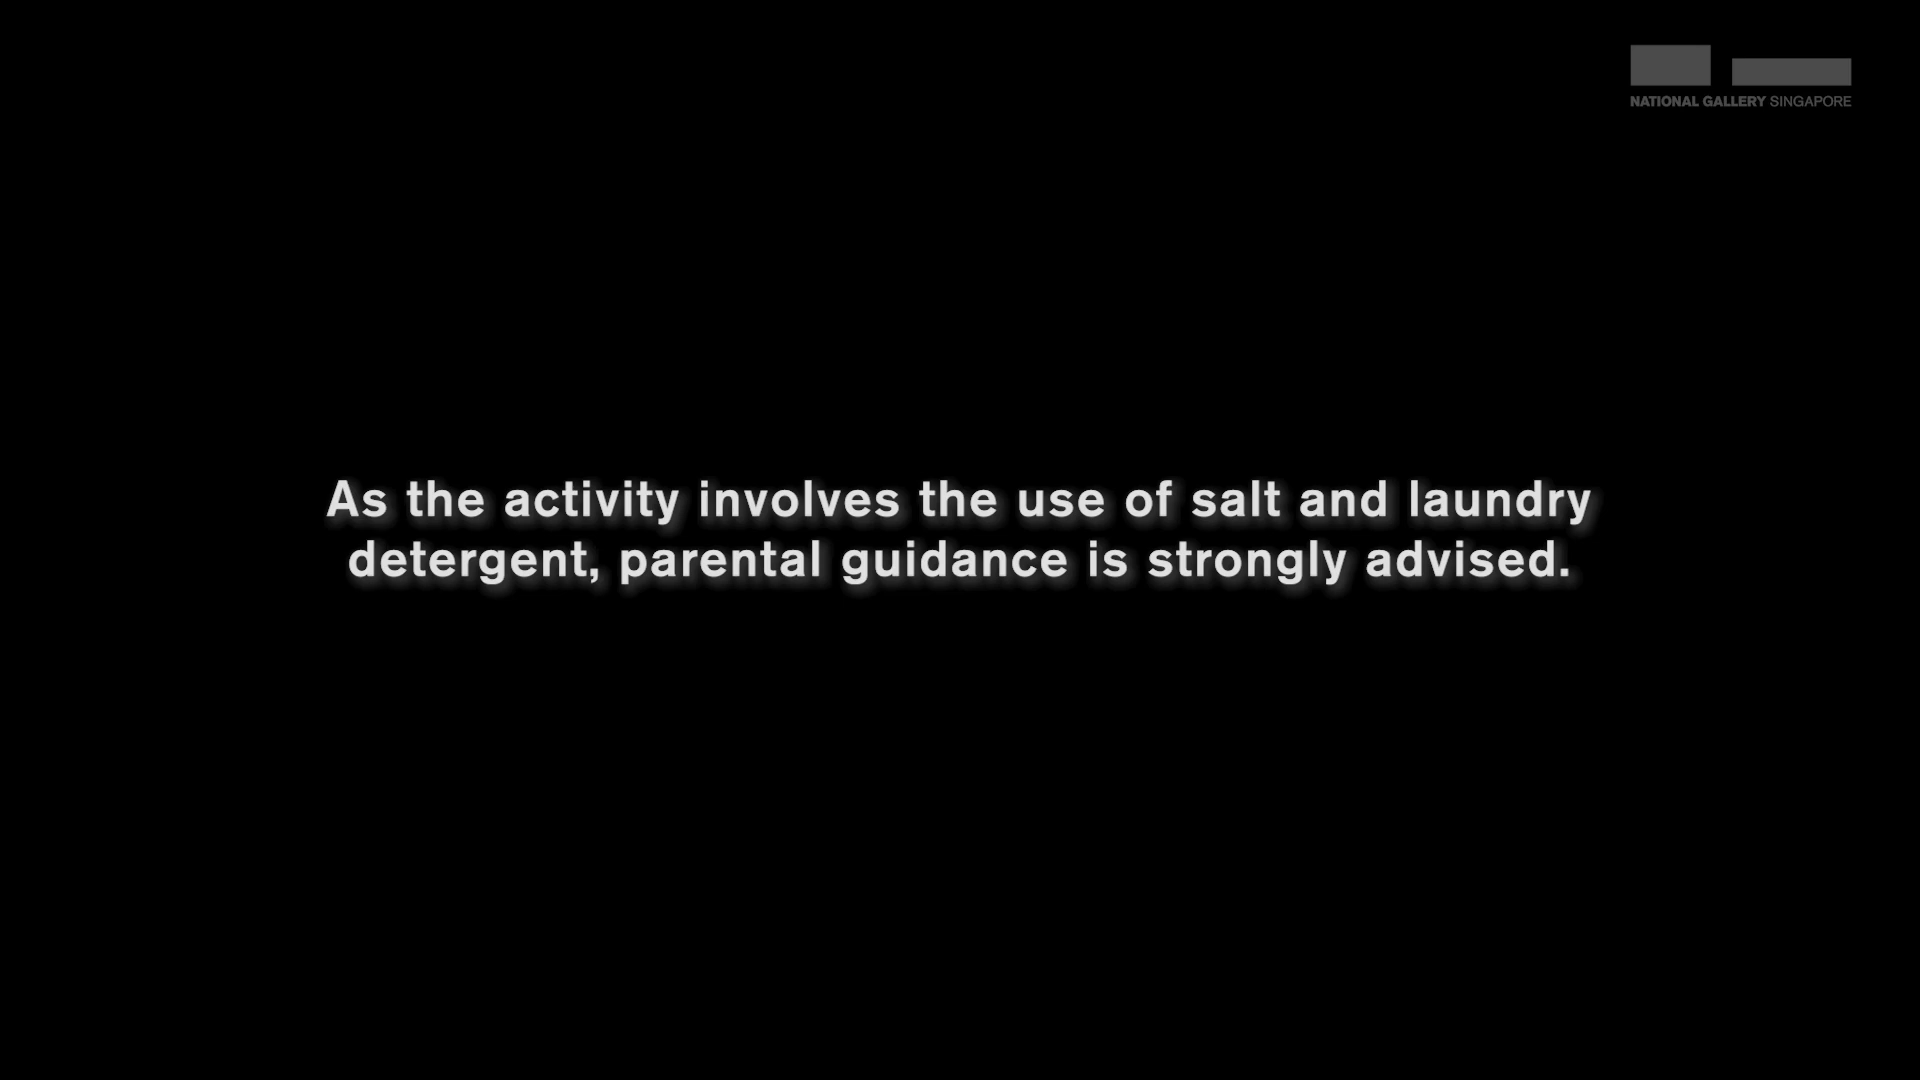 NATIONAL GALLERY SINGAPORE
As the activity involves the use of salt and laundry
detergent, parental guidance is strongly advised.